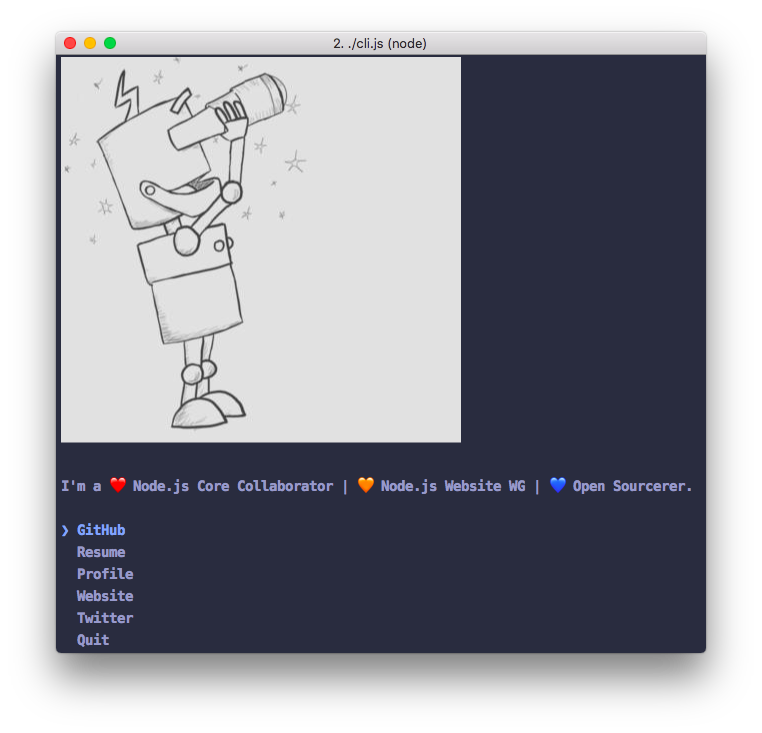 2. ./cli.js (node)
I'm a ❤️ Node.js Core Collaborator | 🧡 Node.js Website WG | 💙 Open Sourcerer.
❯ GitHub
Resume
Profile
Website
Twitter
Quit